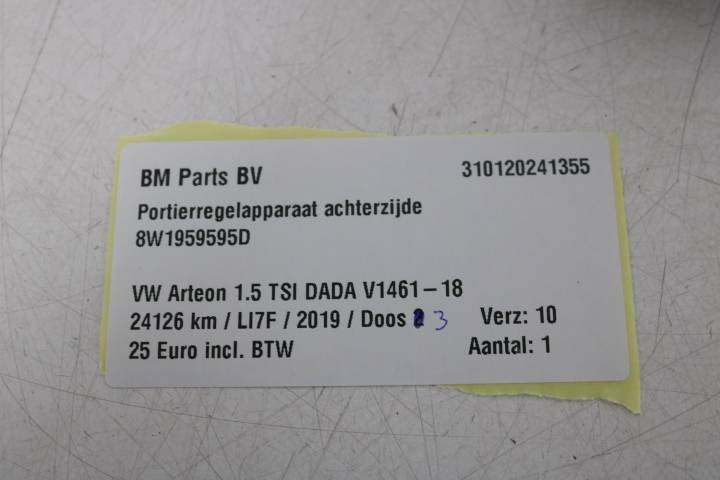 BM Parts BV 310120241355
Portierregelapparaat achterzijde
8W1959595D
VW Arteon 1.5 TSI DADA V1461-18
24126 km / LI7F / 2019 / Doos 3 Verz: 10
25 Euro incl. BTW Aantal: 1